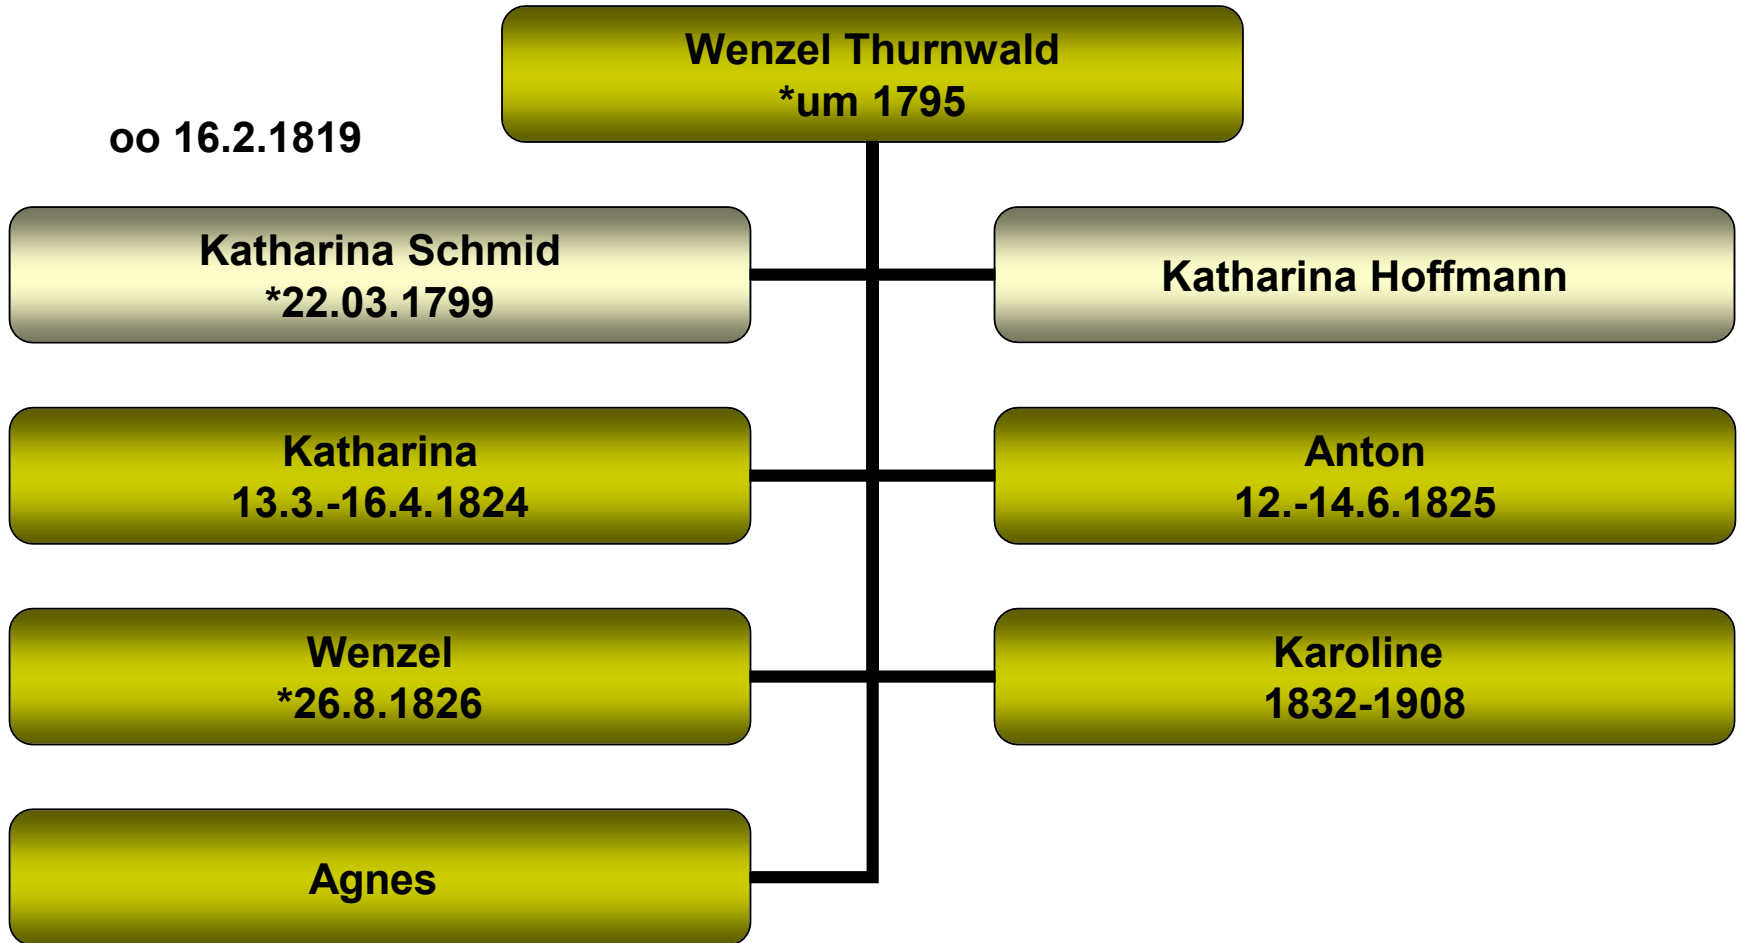 Wenzel Thurnwald
*um 1795
oo 16.2.1819
Katharina Schmid
*22.03.1799
Katharina Hoffmann
Katharina
13.3.-16.4.1824
Anton
12.-14.6.1825
Wenzel
*26.8.1826
Karoline
1832-1908
Agnes